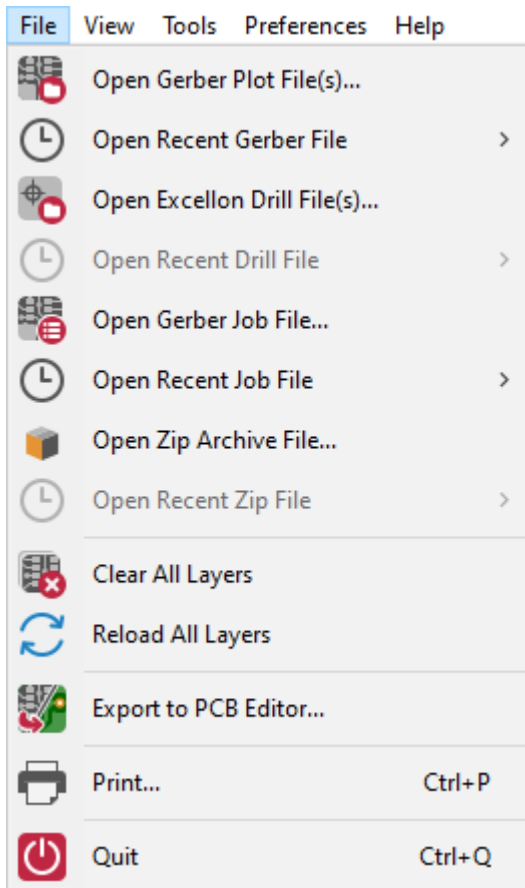 File View Tools Preferences Help
Open Gerber Plot File(s)...
Open Recent Gerber File
Open Excellon Drill File(s)...
Open Recent Drill File
Open Gerber Job File...
Open Recent Job File
Open Zip Archive File...
Open Recent Zip File
Clear All Layers
Reload All Layers
Export to PCB Editor...
Print... Ctrl+P
Quit Ctrl+Q